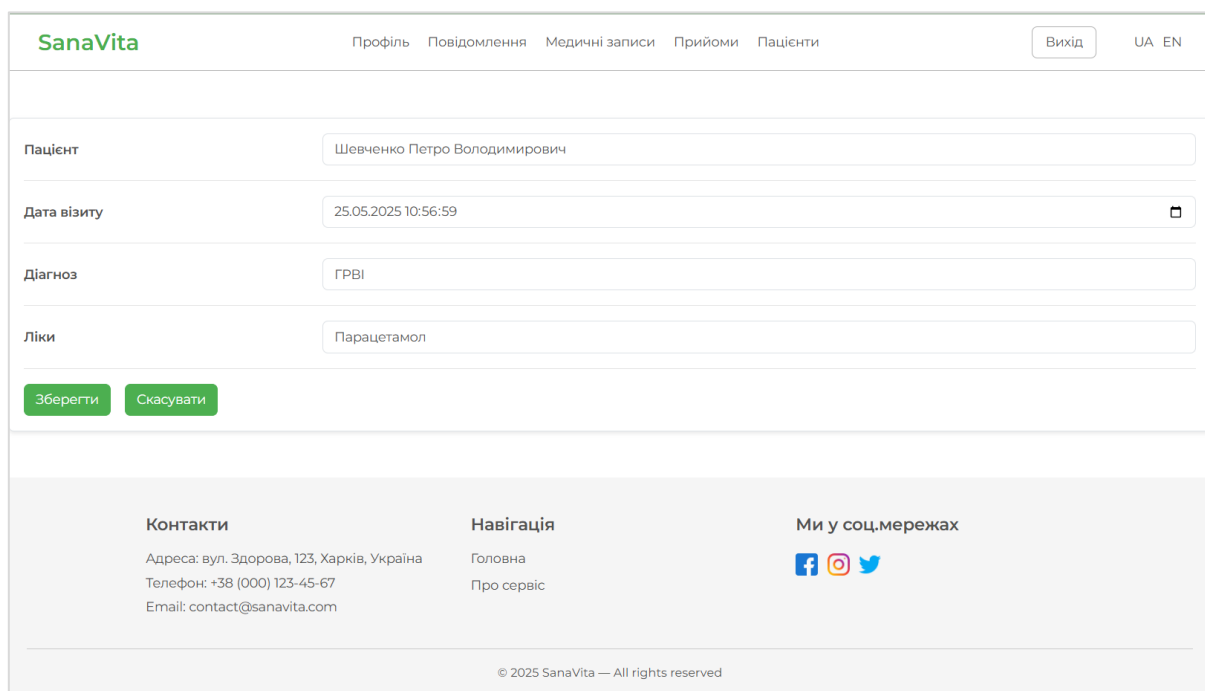 SanaVita
Профіль Повідомлення Медичні записи Прийоми Пацієнти
Вихід
UA EN
Пацієнт
Шевченко Петро Володимирович
Дата візиту
25.05.2025 10:56:59
Діагноз
ГРВІ
Ліки
Парацетамол
Зберегти
Скасувати
Контакти
Адреса: вул. Здорова, 123, Харків, Україна
Телефон: +38 (000) 123-45-67
Email: contact@sanavita.com
Навігація
Головна
Про сервіс
Ми у соц.мережах
© 2025 SanaVita — All rights reserved